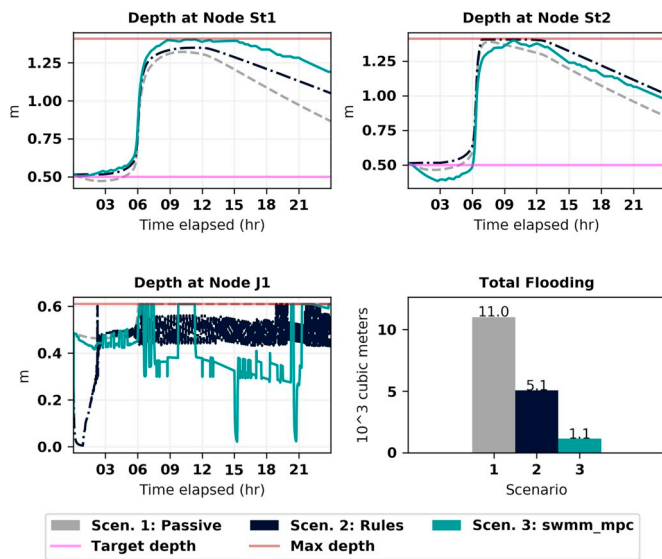 Depth at Node St1
1.25
1.00
0.75
0.50
m
03 06 09 12 15 18 21
Time elapsed (hr)
Depth at Node St2
1.25
1.00
0.75
0.50
m
03 06 09 12 15 18 21
Time elapsed (hr)
Depth at Node J1
0.6
0.4
0.2
0.0
m
03 06 09 12 15 18 21
Time elapsed (hr)
Total Flooding
10
5
0
10^3 cubic meters
11.0
5.1
1.1
1 2 3
Scenario
Scen. 1: Passive Scen. 2: Rules Scen. 3: swmm_mpc
Target depth Max depth